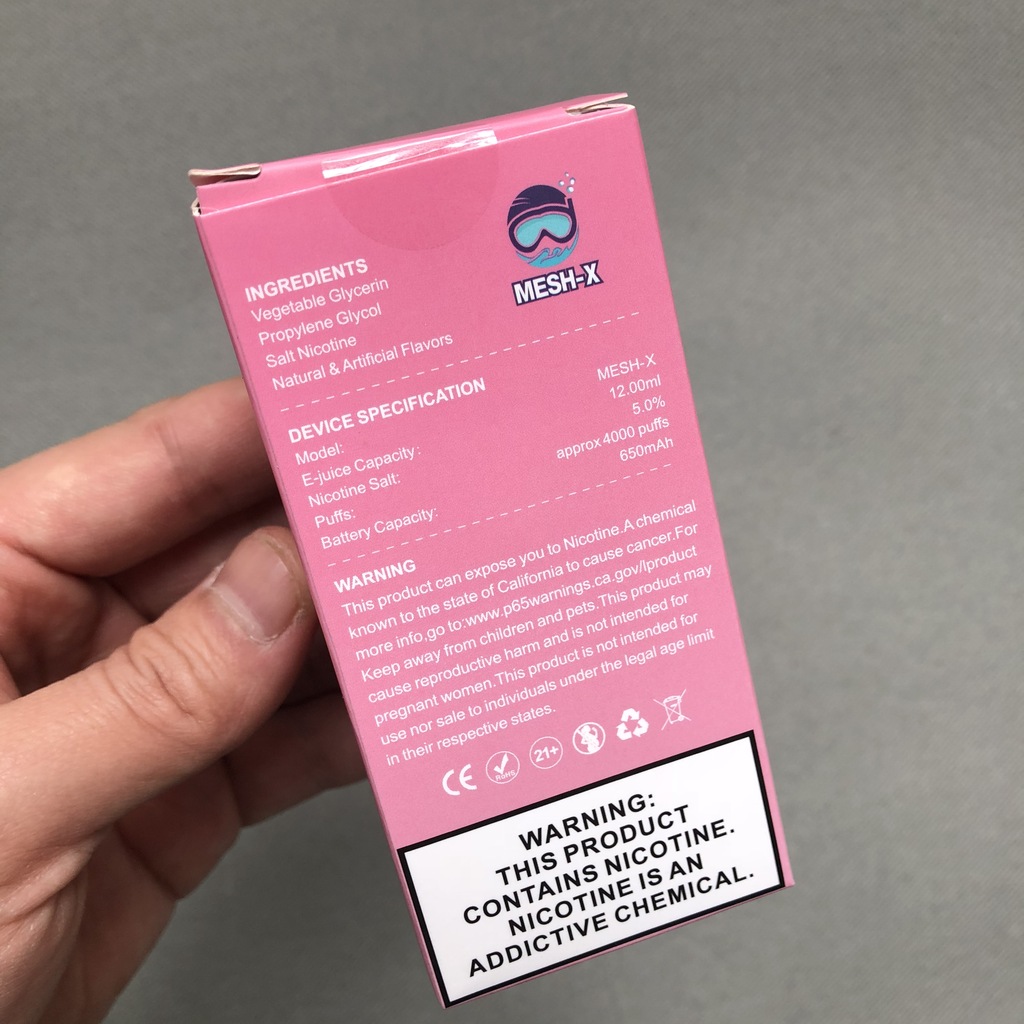 MESH-X
INGREDIENTS
Vegetable Glycerin
Propylene Glycol
Salt Nicotine
Natural & Artificial Flavors
DEVICE SPECIFICATION
Model: MESH-X
E-juice Capacity: 12.00ml
Nicotine Salt: 5.0%
Puffs: approx 4000 puffs
Battery Capacity: 650mAh
WARNING
This product can expose you to Nicotine.A chemical
known to the state of California to cause cancer.For
more info,go to:www.p65warnings.ca.gov/lproduct
Keep away from children and pets.This product may
cause reproductive harm and is not intended for
pregnant women.This product is not intended for
use nor sale to individuals under the legal age limit
in their respective states.
CE RoHS 21+
WARNING:
THIS PRODUCT
CONTAINS NICOTINE.
NICOTINE IS AN
ADDICTIVE CHEMICAL.